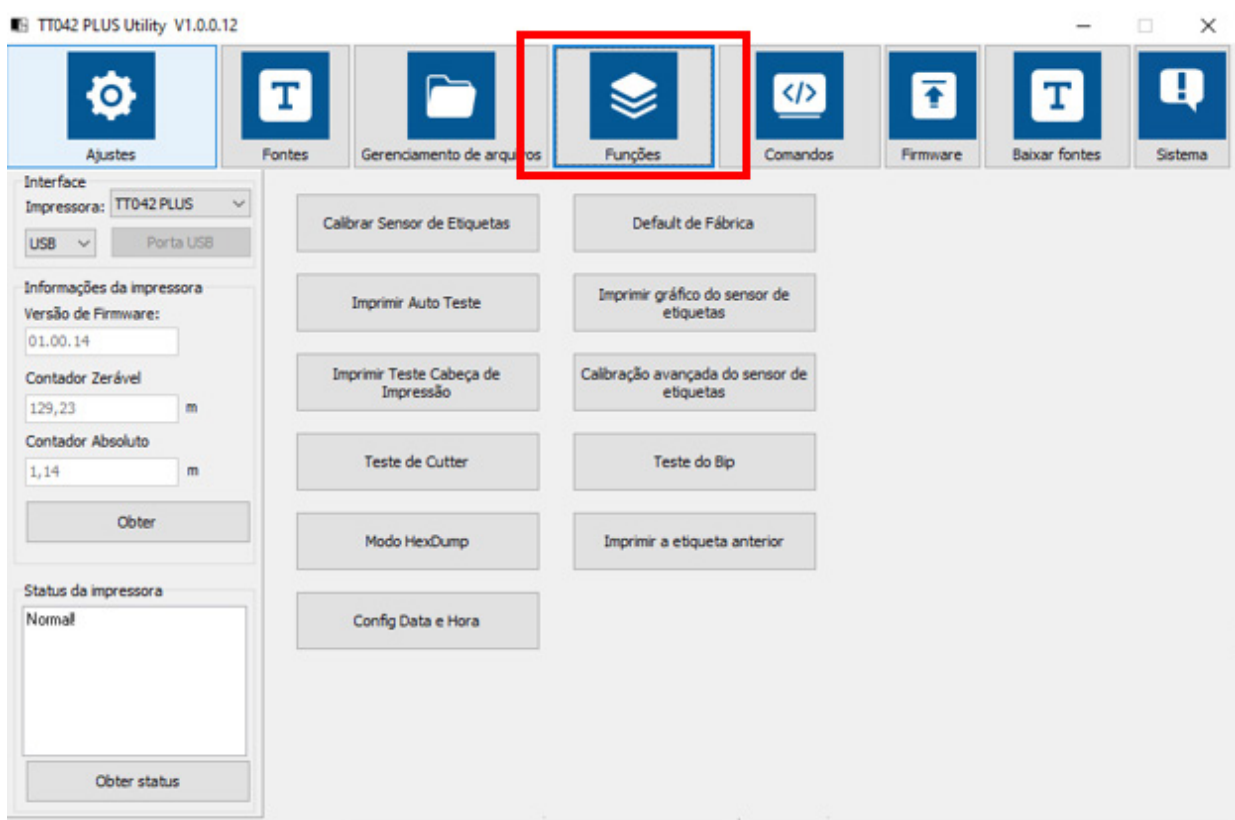 TT042 PLUS Utility V1.0.0.12
Ajustes
Fontes
Gerenciamento de arquivos
Funções
Comandos
Firmware
Baixar fontes
Sistema
Interface
Impressora: TT042 PLUS
USB
Porta USB
Informações da impressora
Versão de Firmware:
01.00.14
Contador Zerável
129,23 m
Contador Absoluto
1,14 m
Obter
Status da impressora
Normal!
Obter status
Calibrar Sensor de Etiquetas
Default de Fábrica
Imprimir Auto Teste
Imprimir gráfico do sensor de
etiquetas
Imprimir Teste Cabeça de
Impressão
Calibração avançada do sensor de
etiquetas
Teste de Cutter
Teste do Bip
Modo HexDump
Imprimir a etiqueta anterior
Config Data e Hora